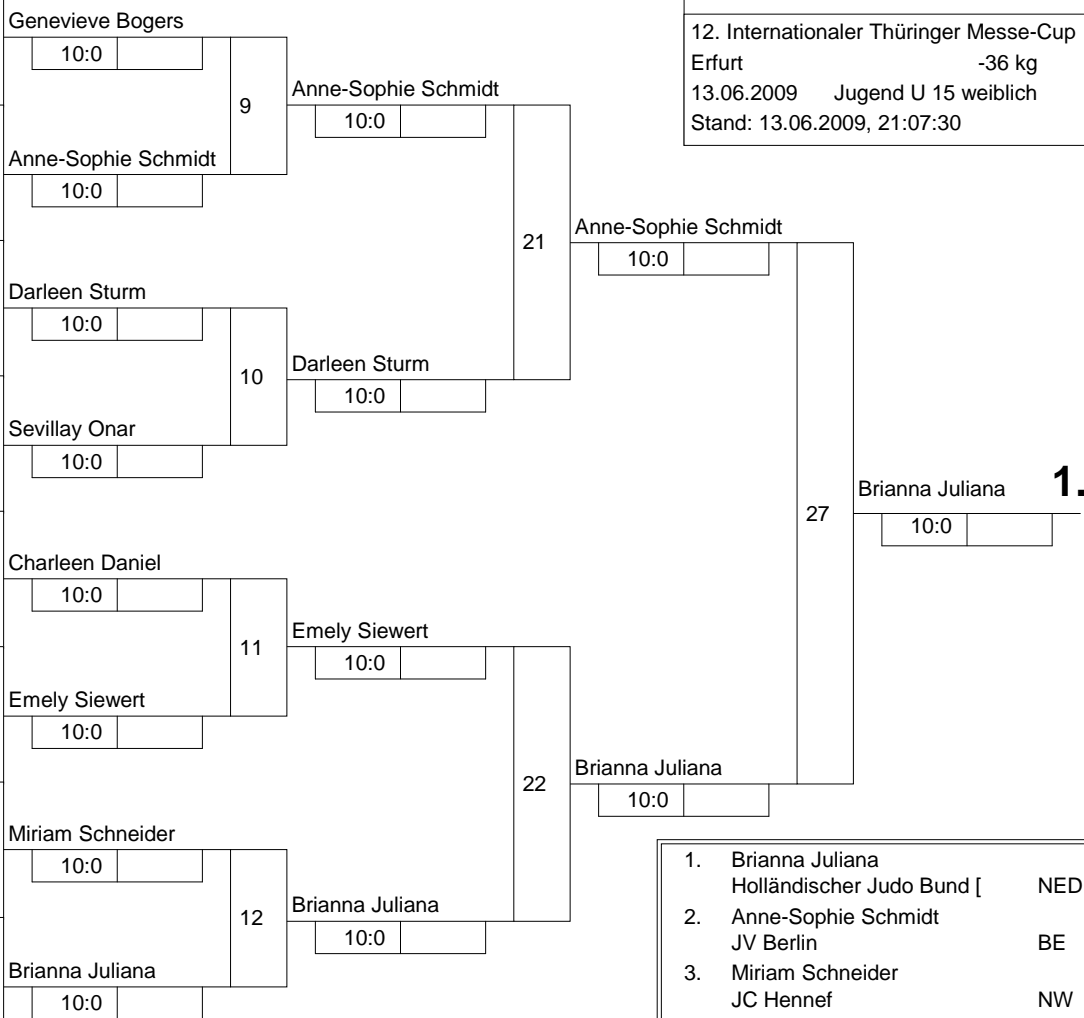 Genevieve Bogers
10:0
9
Anne-Sophie Schmidt
10:0
Anne-Sophie Schmidt
10:0
21
Darleen Sturm
10:0
10
Darleen Sturm
10:0
Sevillay Onar
10:0
Anne-Sophie Schmidt
10:0
27
Charleen Daniel
10:0
11
Emely Siewert
10:0
Emely Siewert
10:0
22
Miriam Schneider
10:0
12
Brianna Juliana
10:0
Brianna Juliana
10:0
Brianna Juliana
10:0
Brianna Juliana 1.
10:0
12. Internationaler Thüringer Messe-Cup
Erfurt -36 kg
13.06.2009 Jugend U 15 weiblich
Stand: 13.06.2009, 21:07:30
1. Brianna Juliana
Holländischer Judo Bund [ NED
2. Anne-Sophie Schmidt
JV Berlin BE
3. Miriam Schneider
JC Hennef NW